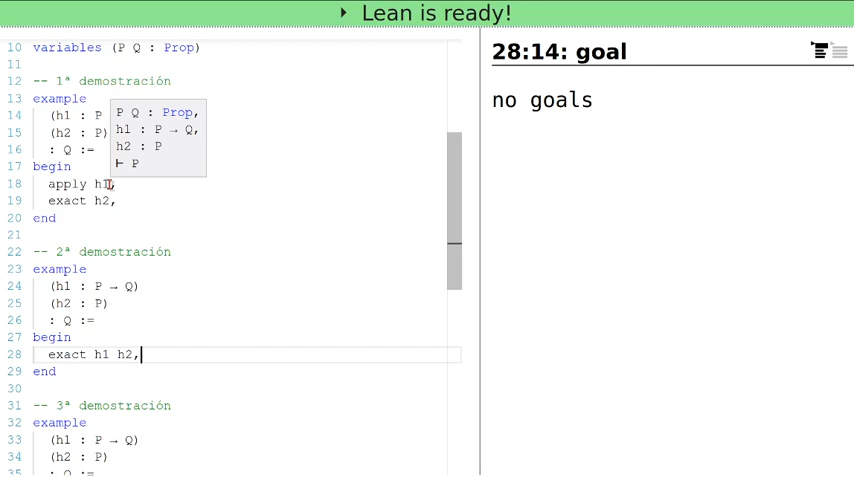 Lean is ready!
10 variables (P Q : Prop)
11
12 -- 1ª demostración
13 example
14 (h1 : P
15 (h2 : P)
16 : Q :=
17 begin
18 apply h1,
19 exact h2,
20 end
21
22 -- 2ª demostración
23 example
24 (h1 : P → Q)
25 (h2 : P)
26 : Q :=
27 begin
28 exact h1 h2,
29 end
30
31 -- 3ª demostración
32 example
33 (h1 : P → Q)
34 (h2 : P)
35 : Q :=
P Q : Prop,
h1 : P → Q,
h2 : P
⊢ P
28:14: goal
no goals